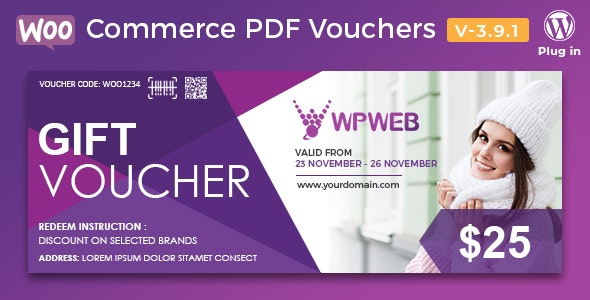 WOO Commerce PDF Vouchers V-3.9.1
Plug in
VOUCHER CODE: WOO1234
GIFT
VOUCHER
WPWEB
VALID FROM
23 NOVEMBER - 26 NOVEMBER
www.yourdomain.com
REDEEM INSTRUCTION :
DISCOUNT ON SELECTED BRANDS
ADDRESS: LOREM IPSUM DOLOR SITAMET CONSECT
$25